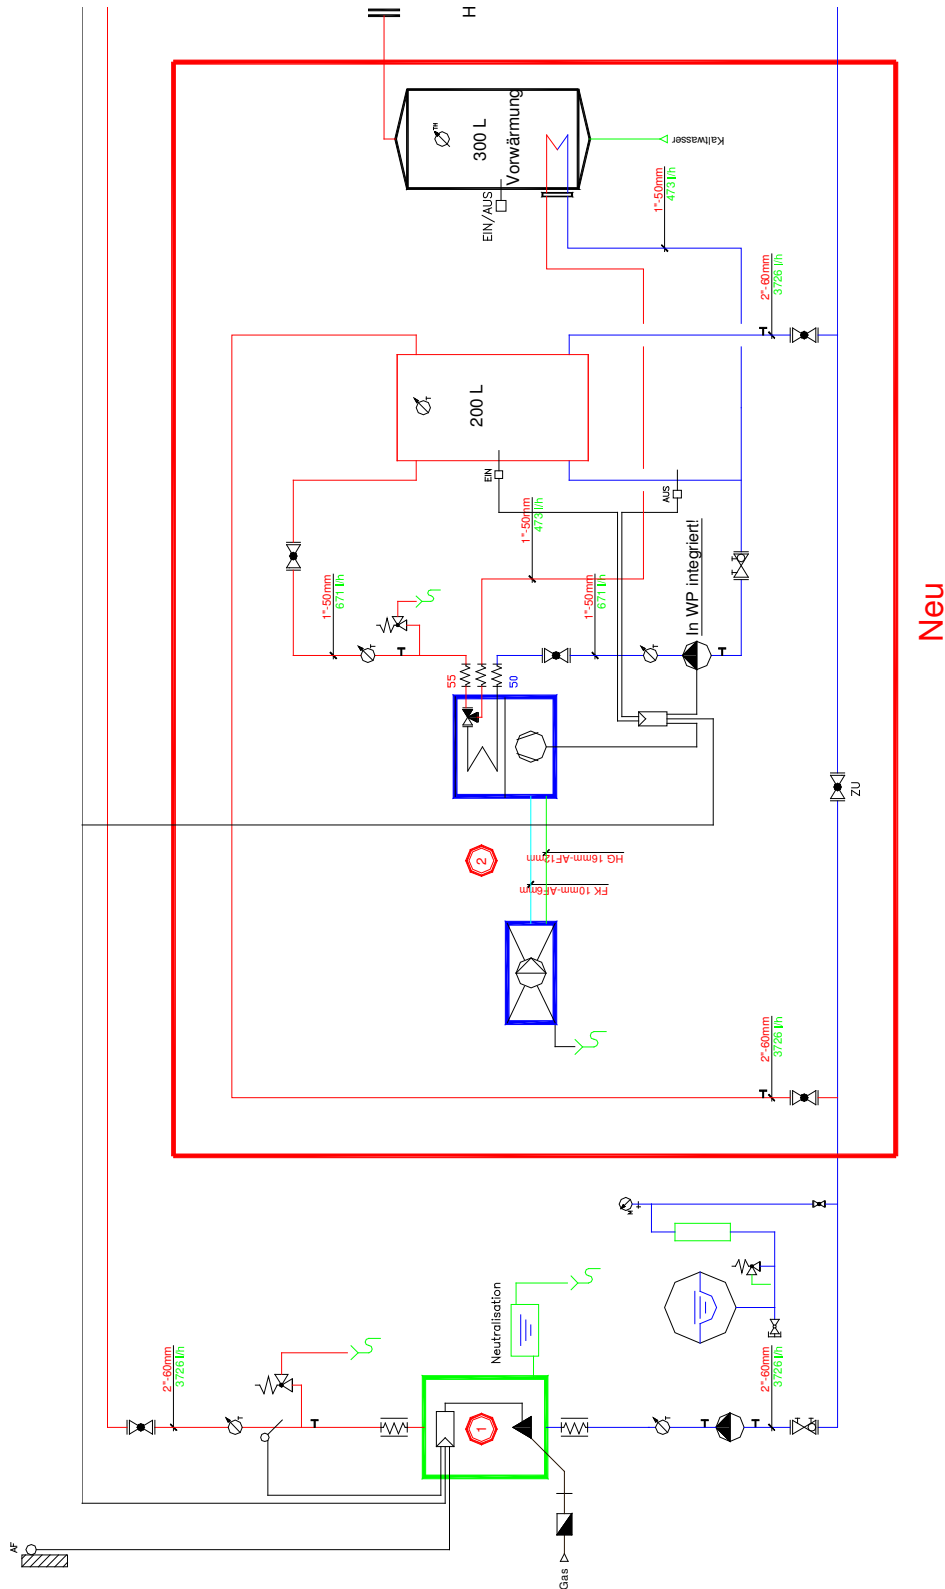 H
TH
300 L
Vorwärmung
EIN/AUS
Kaltwasser
1"-50mm
473 l/h
2"-60mm
3726 l/h
T
T
200 L
EIN
AUS
1"-50mm
473 l/h
1"-50mm
671 l/h
1"-50mm
671 l/h
In WP integriert!
T
T
T
T
T
T
55
50
Neu
2
HG 16mm-AF12mm
FK 10mm-AF6mm
ZU
2"-60mm
3726 l/h
T
M
Neutralisation
2"-60mm
3726 l/h
T
T
1
T
T
T
2"-60mm
3726 l/h
AF
Gas